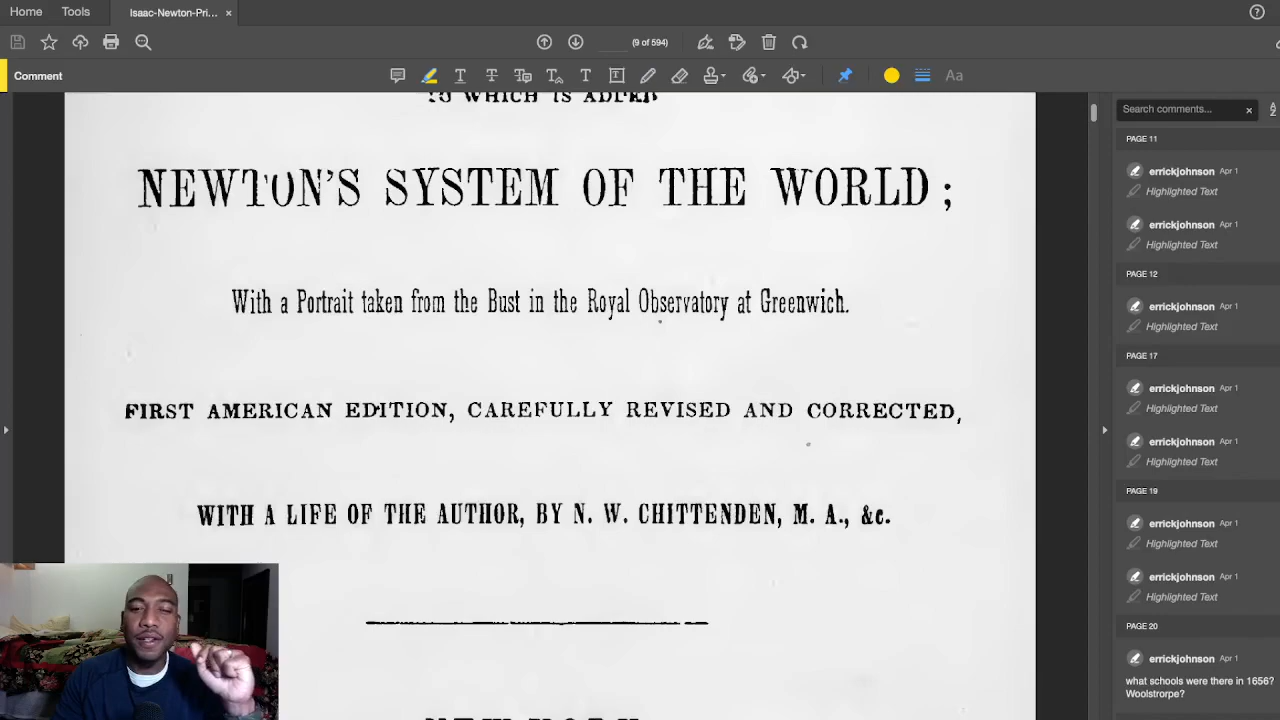 Home
Tools
Isaac-Newton-Pri... ×
(9 of 594)
Comment
Aa
TO WHICH IS ADDED
NEWTON'S SYSTEM OF THE WORLD;
With a Portrait taken from the Bust in the Royal Observatory at Greenwich.
FIRST AMERICAN EDITION, CAREFULLY REVISED AND CORRECTED,
WITH A LIFE OF THE AUTHOR, BY N. W. CHITTENDEN, M. A., &c.
Search comments... ×
PAGE 11
errickjohnson Apr 1
Highlighted Text
errickjohnson Apr 1
Highlighted Text
PAGE 12
errickjohnson Apr 1
Highlighted Text
PAGE 17
errickjohnson Apr 1
Highlighted Text
errickjohnson Apr 1
Highlighted Text
PAGE 19
errickjohnson Apr 1
Highlighted Text
errickjohnson Apr 1
Highlighted Text
PAGE 20
errickjohnson Apr 1
what schools were there in 1656?
Woolstrorpe?